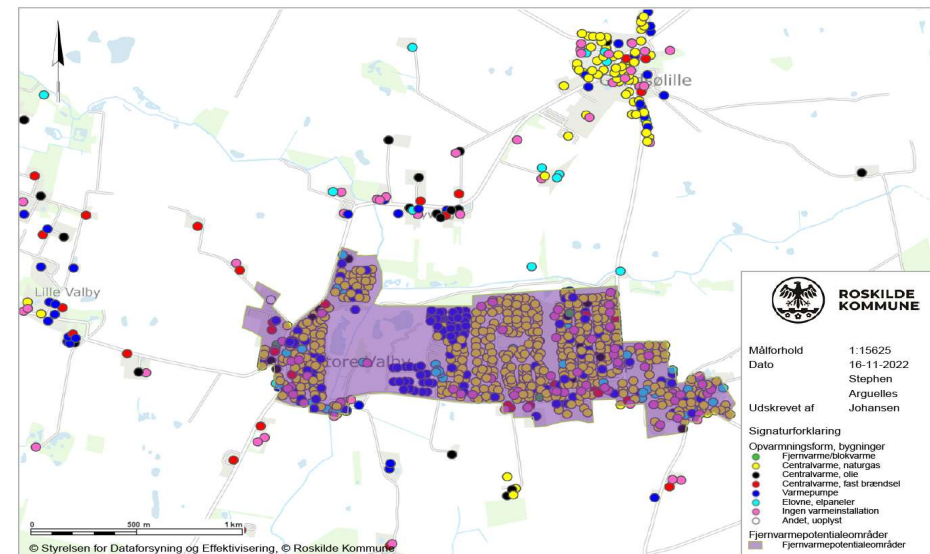 Lille Valby
Valby
ROSKILDE
KOMMUNE
Målforhold 1:15625
Dato 16-11-2022
Stephen
Arguelles
Udskrevet af Johansen
Signaturforklaring
Opvarmningsform, bygninger
Fjernvarme/blokvarme
Centralvarme, naturgas
Centralvarme, olie
Centralvarme, fast brændsel
Varmepumpe
Elovne, elpaneler
Ingen varmeinstallation
Andet, uoplyst
Fjernvarmepotentialeområder
Fjernvarmepotentialeområder
0 500 m 1 km
© Styrelsen for Dataforsyning og Effektivisering, © Roskilde Kommune